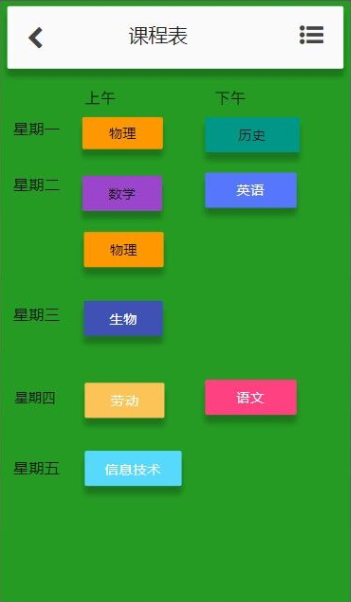 课程表
上午 下午
星期一 物理 历史
星期二 数学 英语
物理
星期三 生物
星期四 劳动 语文
星期五 信息技术